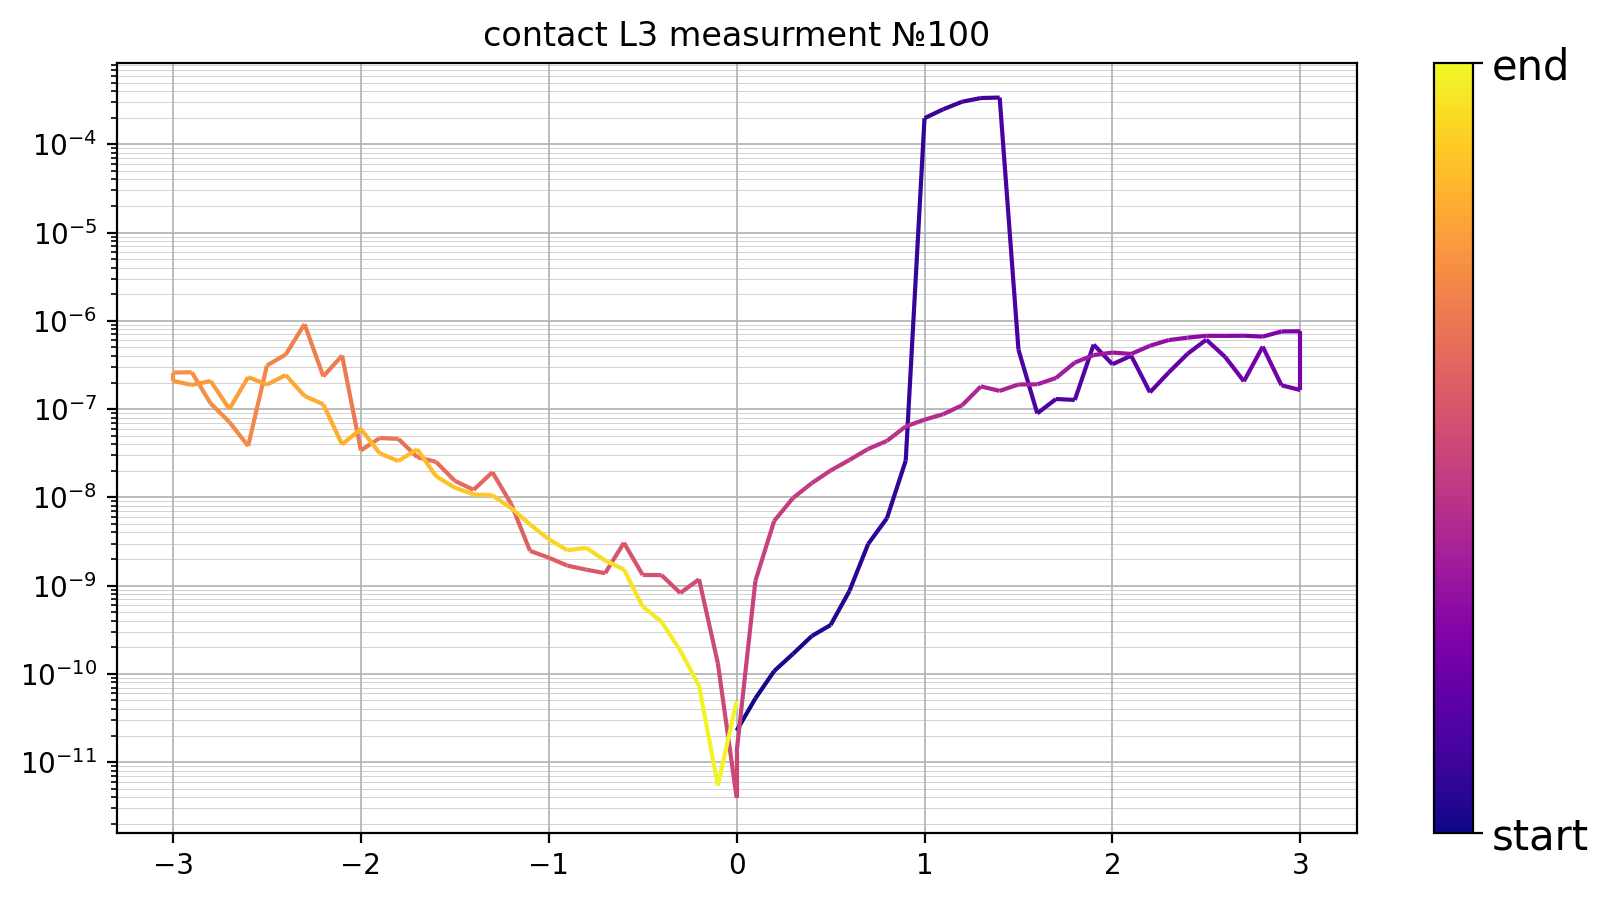 contact L3 measurment №100
10⁻⁴
10⁻⁵
10⁻⁶
10⁻⁷
10⁻⁸
10⁻⁹
10⁻¹⁰
10⁻¹¹
−3 −2 −1 0 1 2 3
end
start